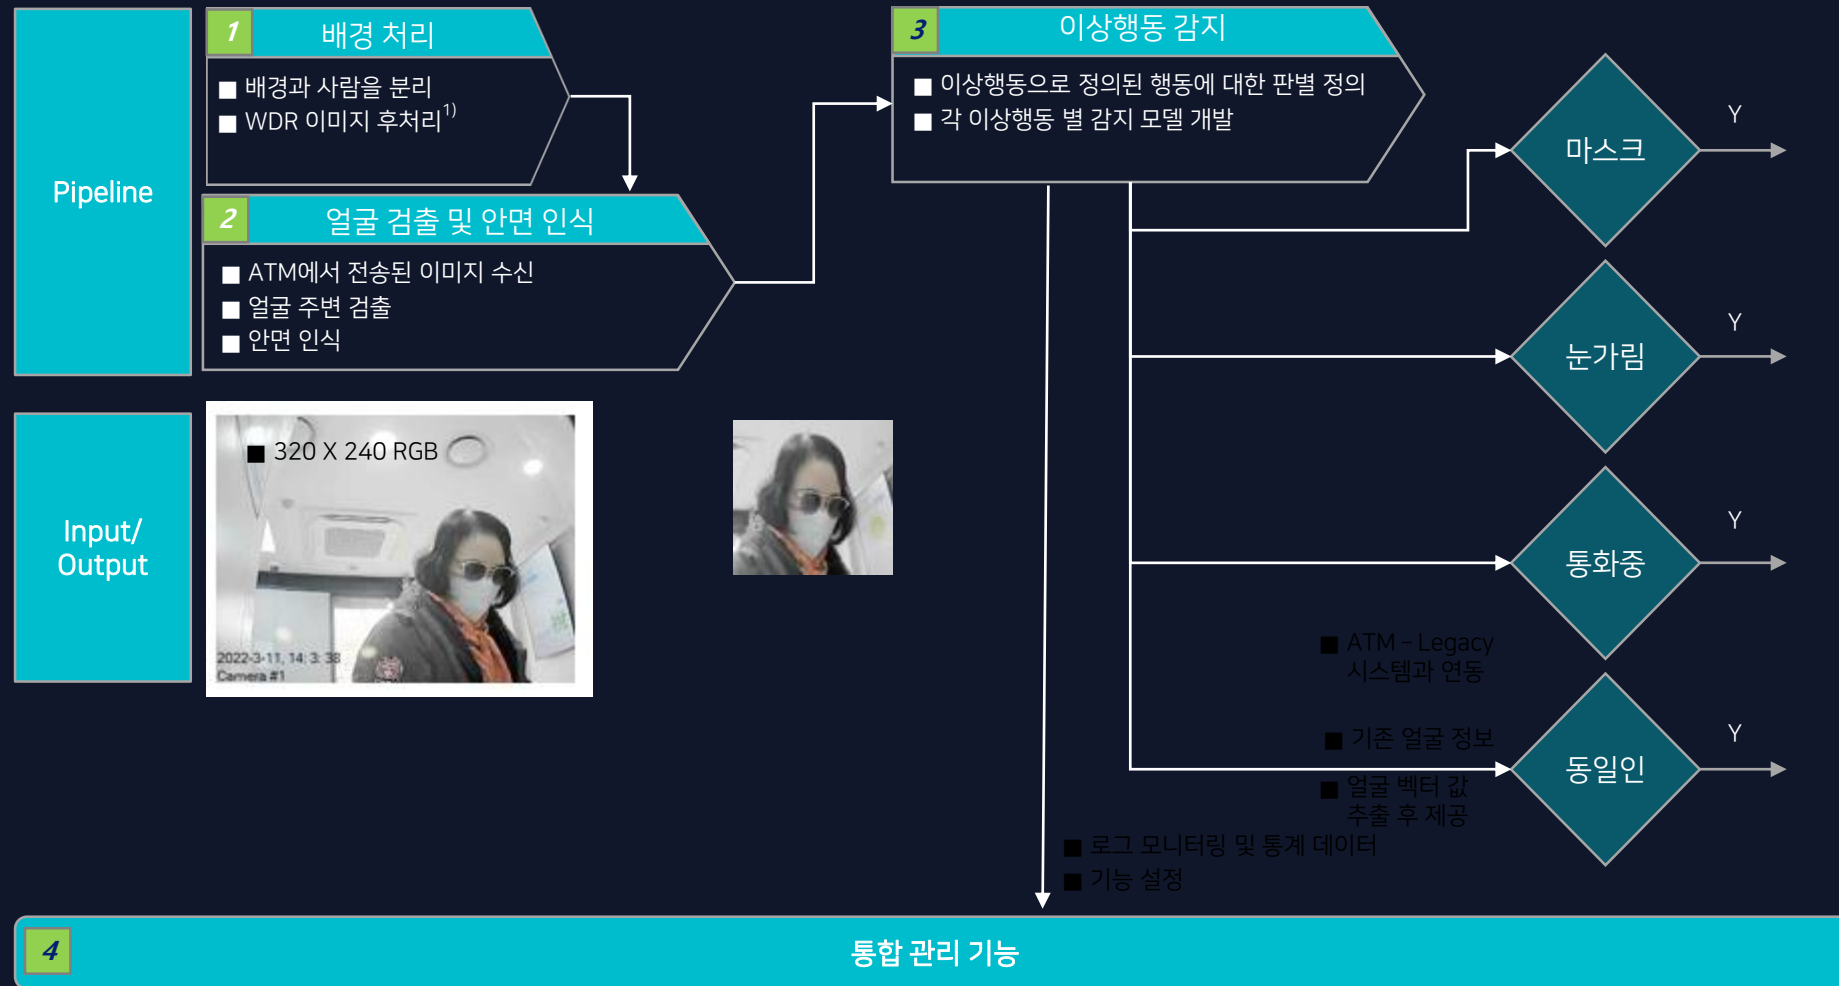 Pipeline
1
배경 처리
■ 배경과 사람을 분리
■ WDR 이미지 후처리1)
2
얼굴 검출 및 안면 인식
■ ATM에서 전송된 이미지 수신
■ 얼굴 주변 검출
■ 안면 인식
3
이상행동 감지
■ 이상행동으로 정의된 행동에 대한 판별 정의
■ 각 이상행동 별 감지 모델 개발
마스크
Y
눈가림
Y
통화중
Y
동일인
Y
Input/
Output
■ 320 X 240 RGB
2022-3-11, 14: 3: 38
Camera #1
■ ATM – Legacy
시스템과 연동
■ 기존 얼굴 정보
■ 얼굴 벡터 값
추출 후 제공
■ 로그 모니터링 및 통계 데이터
■ 기능 설정
4
통합 관리 기능